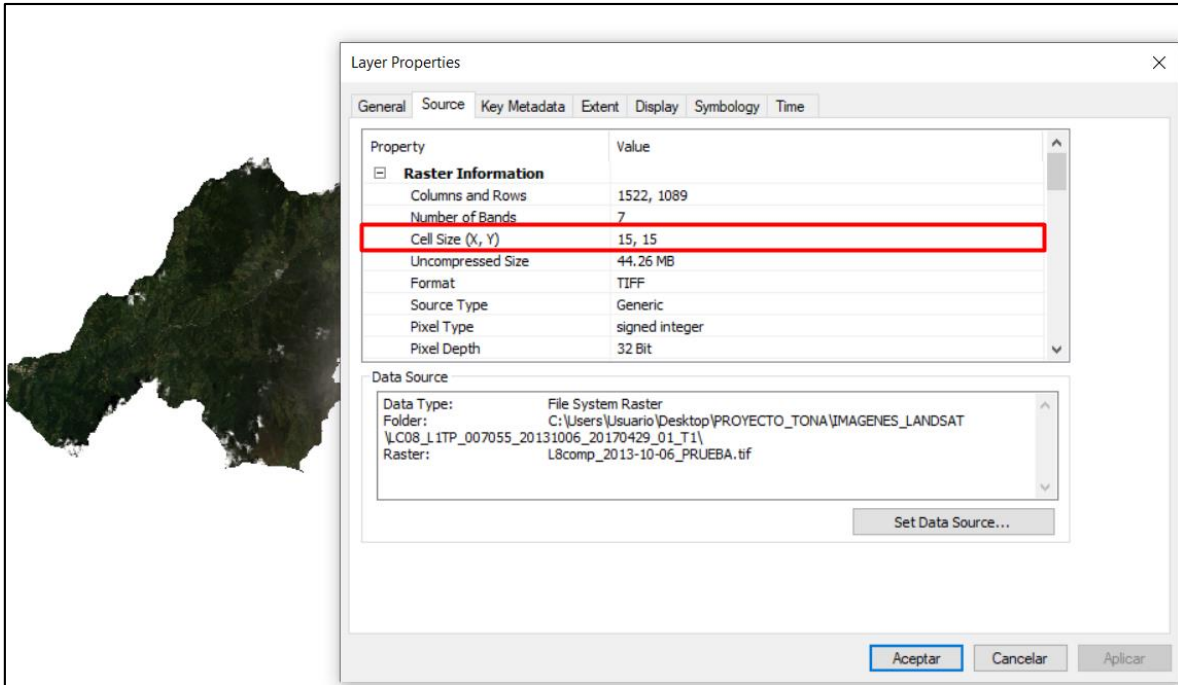 Layer Properties
General Source Key Metadata Extent Display Symbology Time
Property Value
Raster Information
Columns and Rows 1522, 1089
Number of Bands 7
Cell Size (X, Y) 15, 15
Uncompressed Size 44.26 MB
Format TIFF
Source Type Generic
Pixel Type signed integer
Pixel Depth 32 Bit
Data Source
Data Type: File System Raster
Folder: C:\Users\Usuario\Desktop\PROYECTO_TONA\IMAGENES_LANDSAT
\LC08_L1TP_007055_20131006_20170429_01_T1\
Raster: L8comp_2013-10-06_PRUEBA.tif
Set Data Source...
Aceptar Cancelar Aplicar